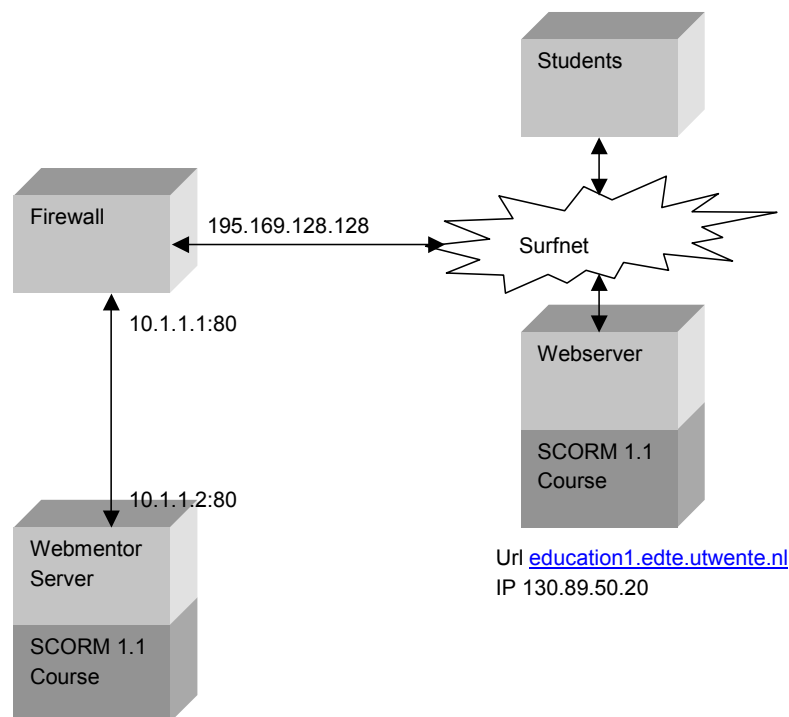 Students
Firewall
195.169.128.128
Surfnet
10.1.1.1:80
Webserver
SCORM 1.1
Course
10.1.1.2:80
Webmentor
Server
Url education1.edte.utwente.nl
IP 130.89.50.20
SCORM 1.1
Course